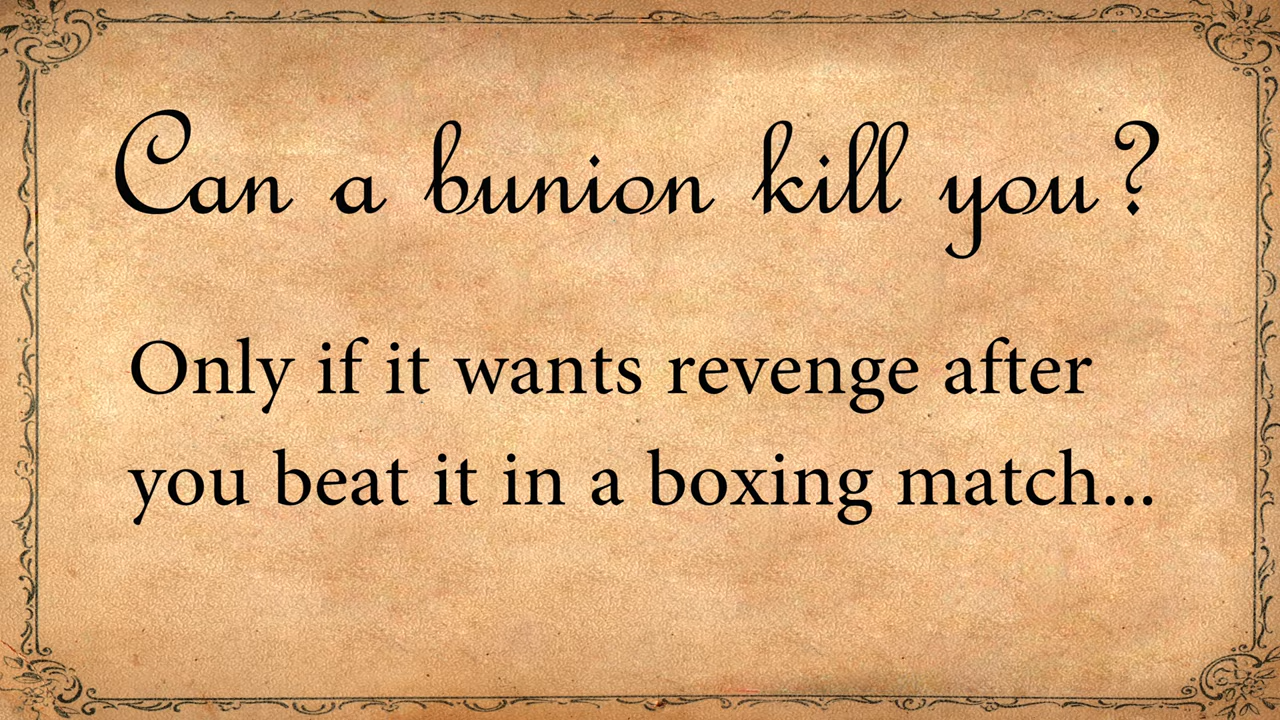 Can a bunion kill you?
Only if it wants revenge after
you beat it in a boxing match...